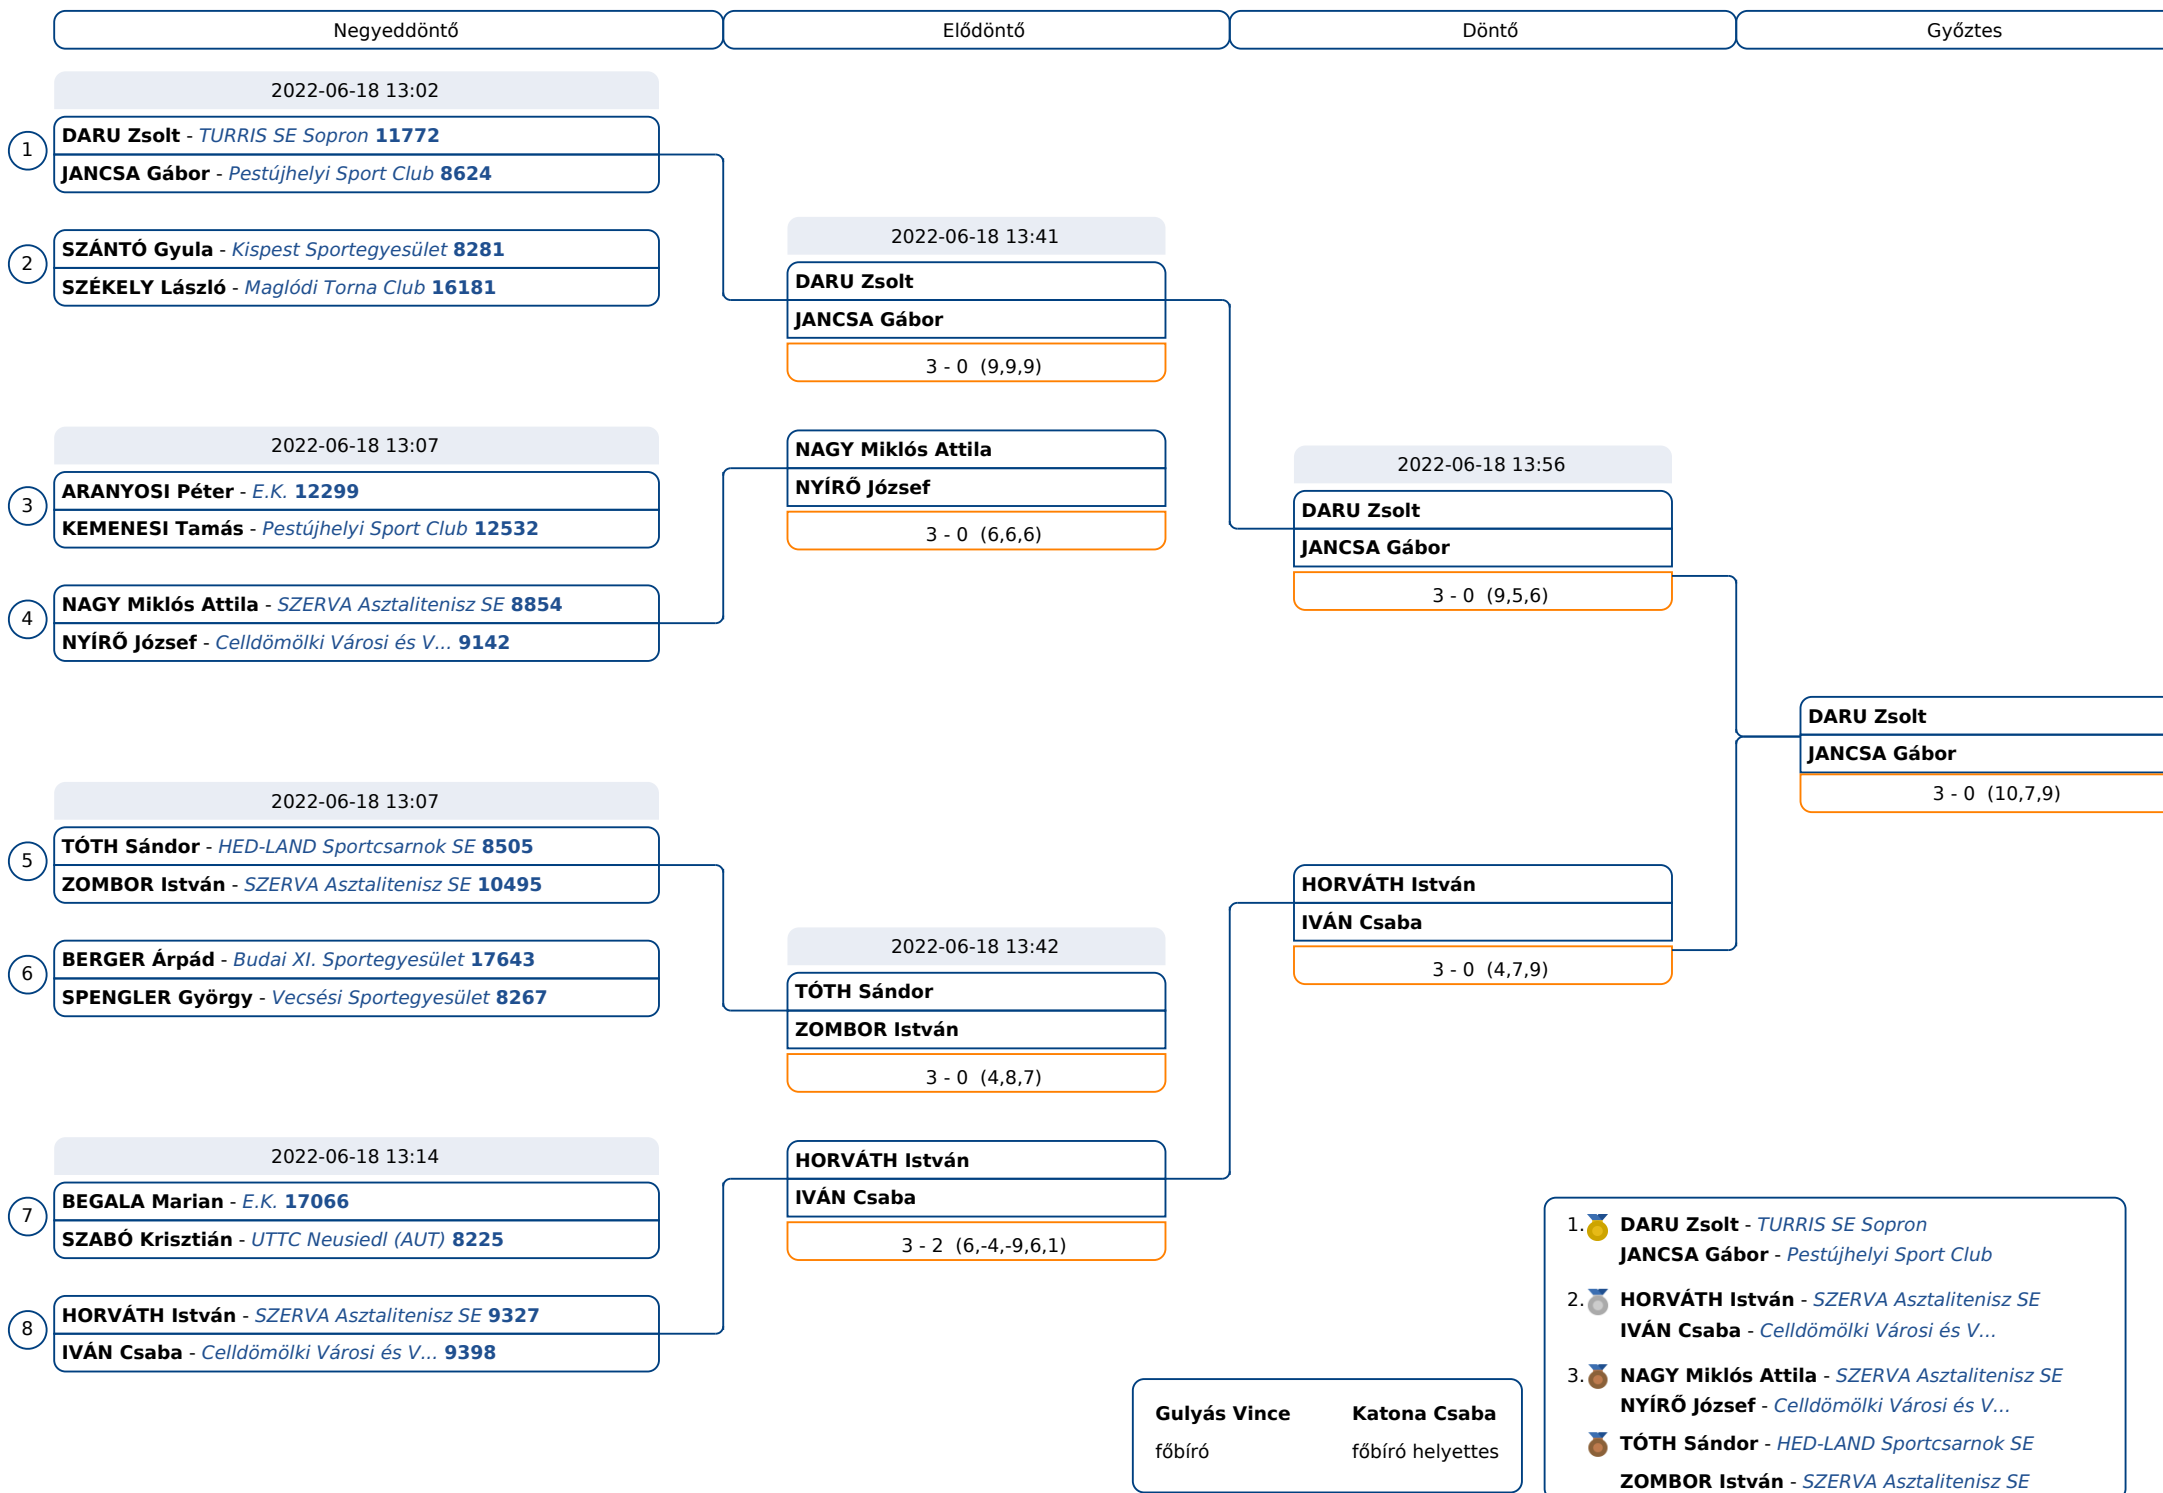 Negyeddöntő
Elődöntő
Döntő
Győztes
2022-06-18 13:02
1
DARU Zsolt - TURRIS SE Sopron 11772
JANCSA Gábor - Pestújhelyi Sport Club 8624
2
SZÁNTÓ Gyula - Kispest Sportegyesület 8281
SZÉKELY László - Maglódi Torna Club 16181
2022-06-18 13:07
3
ARANYOSI Péter - E.K. 12299
KEMENESI Tamás - Pestújhelyi Sport Club 12532
4
NAGY Miklós Attila - SZERVA Asztalitenisz SE 8854
NYÍRŐ József - Celldömölki Városi és V... 9142
2022-06-18 13:07
5
TÓTH Sándor - HED-LAND Sportcsarnok SE 8505
ZOMBOR István - SZERVA Asztalitenisz SE 10495
6
BERGER Árpád - Budai XI. Sportegyesület 17643
SPENGLER György - Vecsési Sportegyesület 8267
2022-06-18 13:14
7
BEGALA Marian - E.K. 17066
SZABÓ Krisztián - UTTC Neusiedl (AUT) 8225
8
HORVÁTH István - SZERVA Asztalitenisz SE 9327
IVÁN Csaba - Celldömölki Városi és V... 9398
2022-06-18 13:41
DARU Zsolt
JANCSA Gábor
3 - 0 (9,9,9)
NAGY Miklós Attila
NYÍRŐ József
3 - 0 (6,6,6)
2022-06-18 13:42
TÓTH Sándor
ZOMBOR István
3 - 0 (4,8,7)
HORVÁTH István
IVÁN Csaba
3 - 2 (6,-4,-9,6,1)
2022-06-18 13:56
DARU Zsolt
JANCSA Gábor
3 - 0 (9,5,6)
HORVÁTH István
IVÁN Csaba
3 - 0 (4,7,9)
DARU Zsolt
JANCSA Gábor
3 - 0 (10,7,9)
Gulyás Vince
főbíró
Katona Csaba
főbíró helyettes
1. DARU Zsolt - TURRIS SE Sopron
JANCSA Gábor - Pestújhelyi Sport Club
2. HORVÁTH István - SZERVA Asztalitenisz SE
IVÁN Csaba - Celldömölki Városi és V...
3. NAGY Miklós Attila - SZERVA Asztalitenisz SE
NYÍRŐ József - Celldömölki Városi és V...
TÓTH Sándor - HED-LAND Sportcsarnok SE
ZOMBOR István - SZERVA Asztalitenisz SE